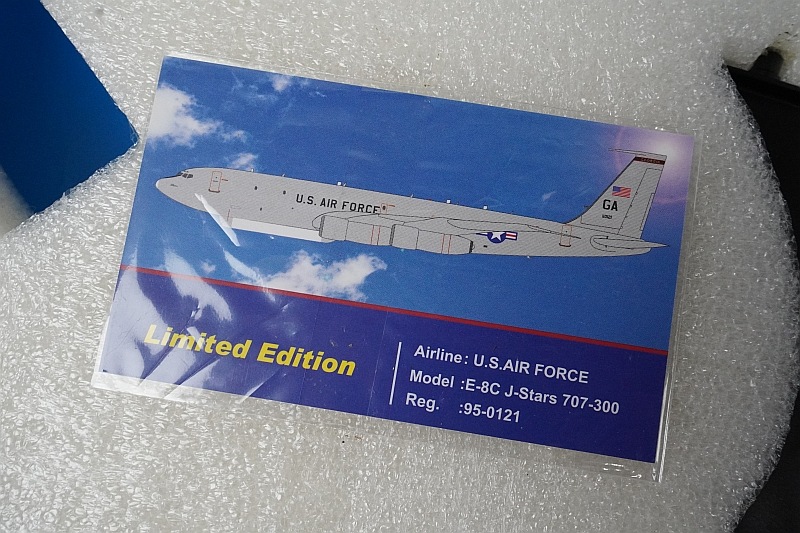 U.S. AIR FORCE
GA
Limited Edition
Airline: U.S.AIR FORCE
Model :E-8C J-Stars 707-300
Reg. :95-0121